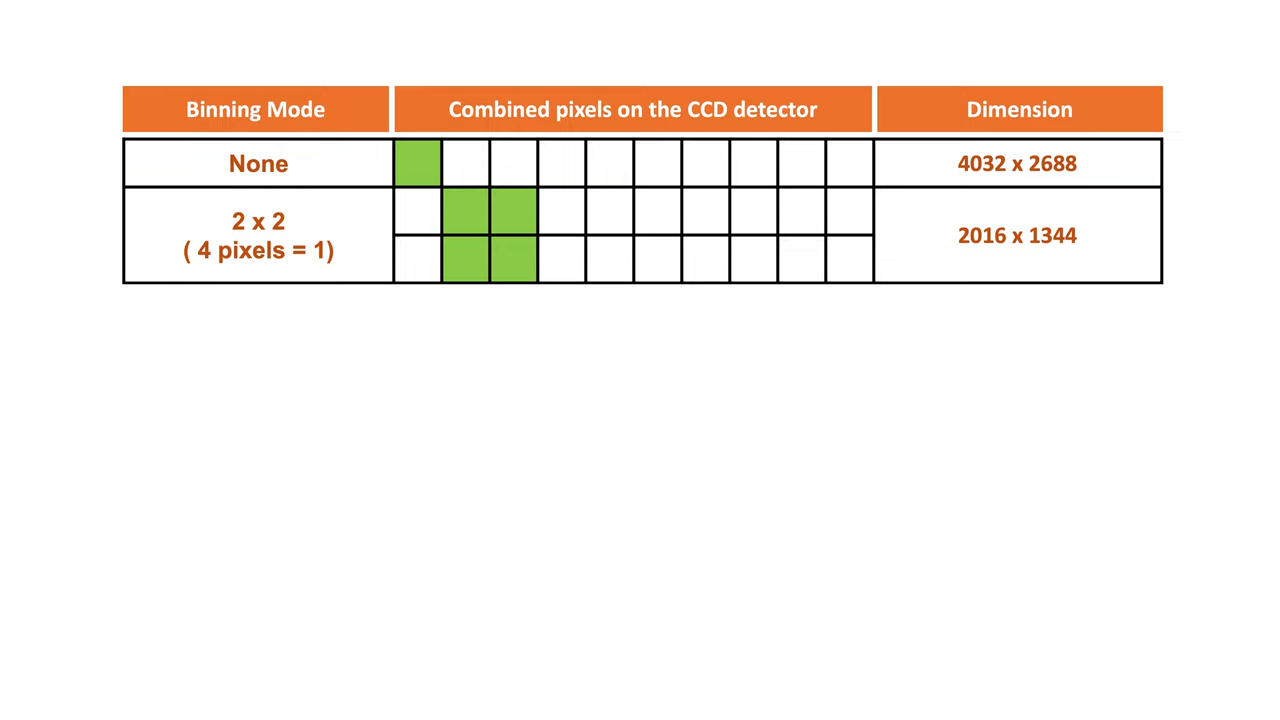 Binning Mode
Combined pixels on the CCD detector
Dimension
None
4032 x 2688
2 x 2
( 4 pixels = 1)
2016 x 1344